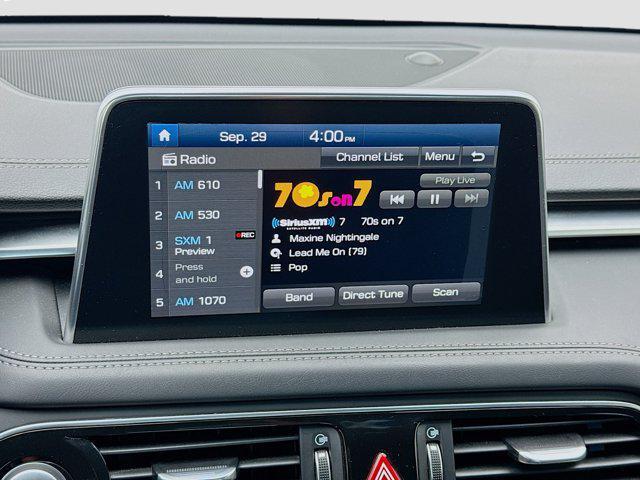 Sep. 29 4:00 PM
Radio Channel List Menu
1 AM 610
2 AM 530
3 SXM 1 REC
Preview
4 Press
and hold
5 AM 1070
70s on 7
Play Live
((SiriusXM)) 7 70s on 7
SATELLITE RADIO
Maxine Nightingale
Lead Me On (79)
Pop
Band Direct Tune Scan